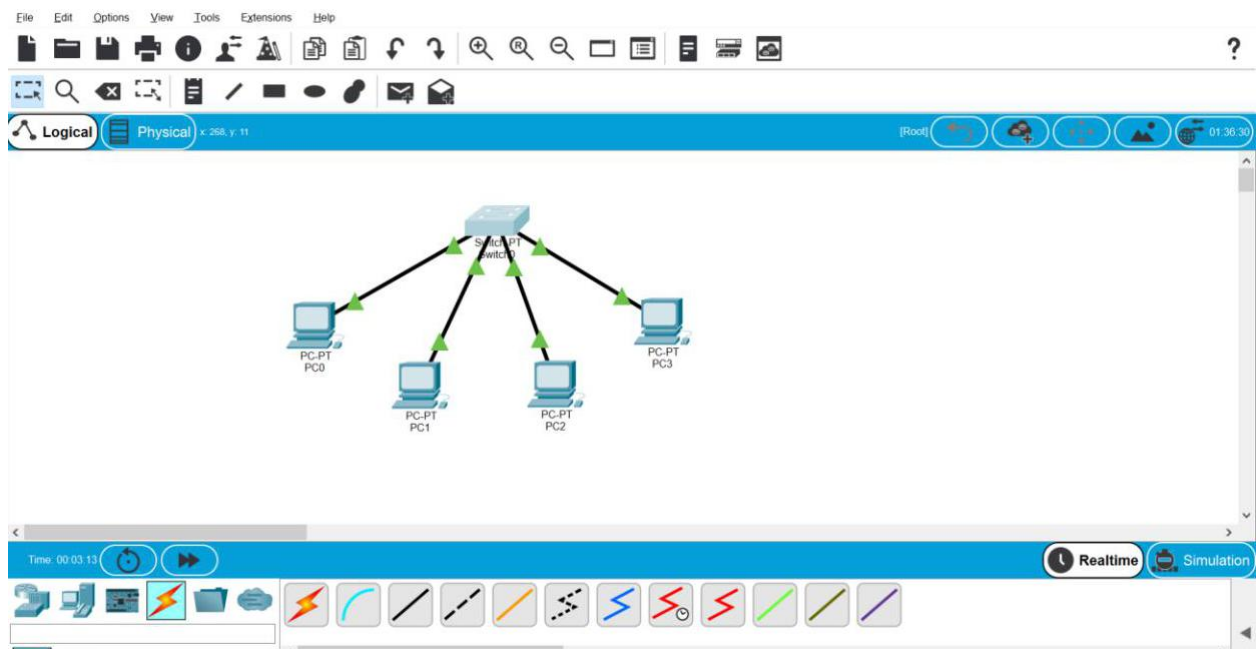 File Edit Options View Tools Extensions Help
?
Logical Physical x: 268, y: 11 [Root] 01:36:30
Switch-PT
Switch0
PC-PT
PC0
PC-PT
PC1
PC-PT
PC2
PC-PT
PC3
Time: 00:03:13 Realtime Simulation